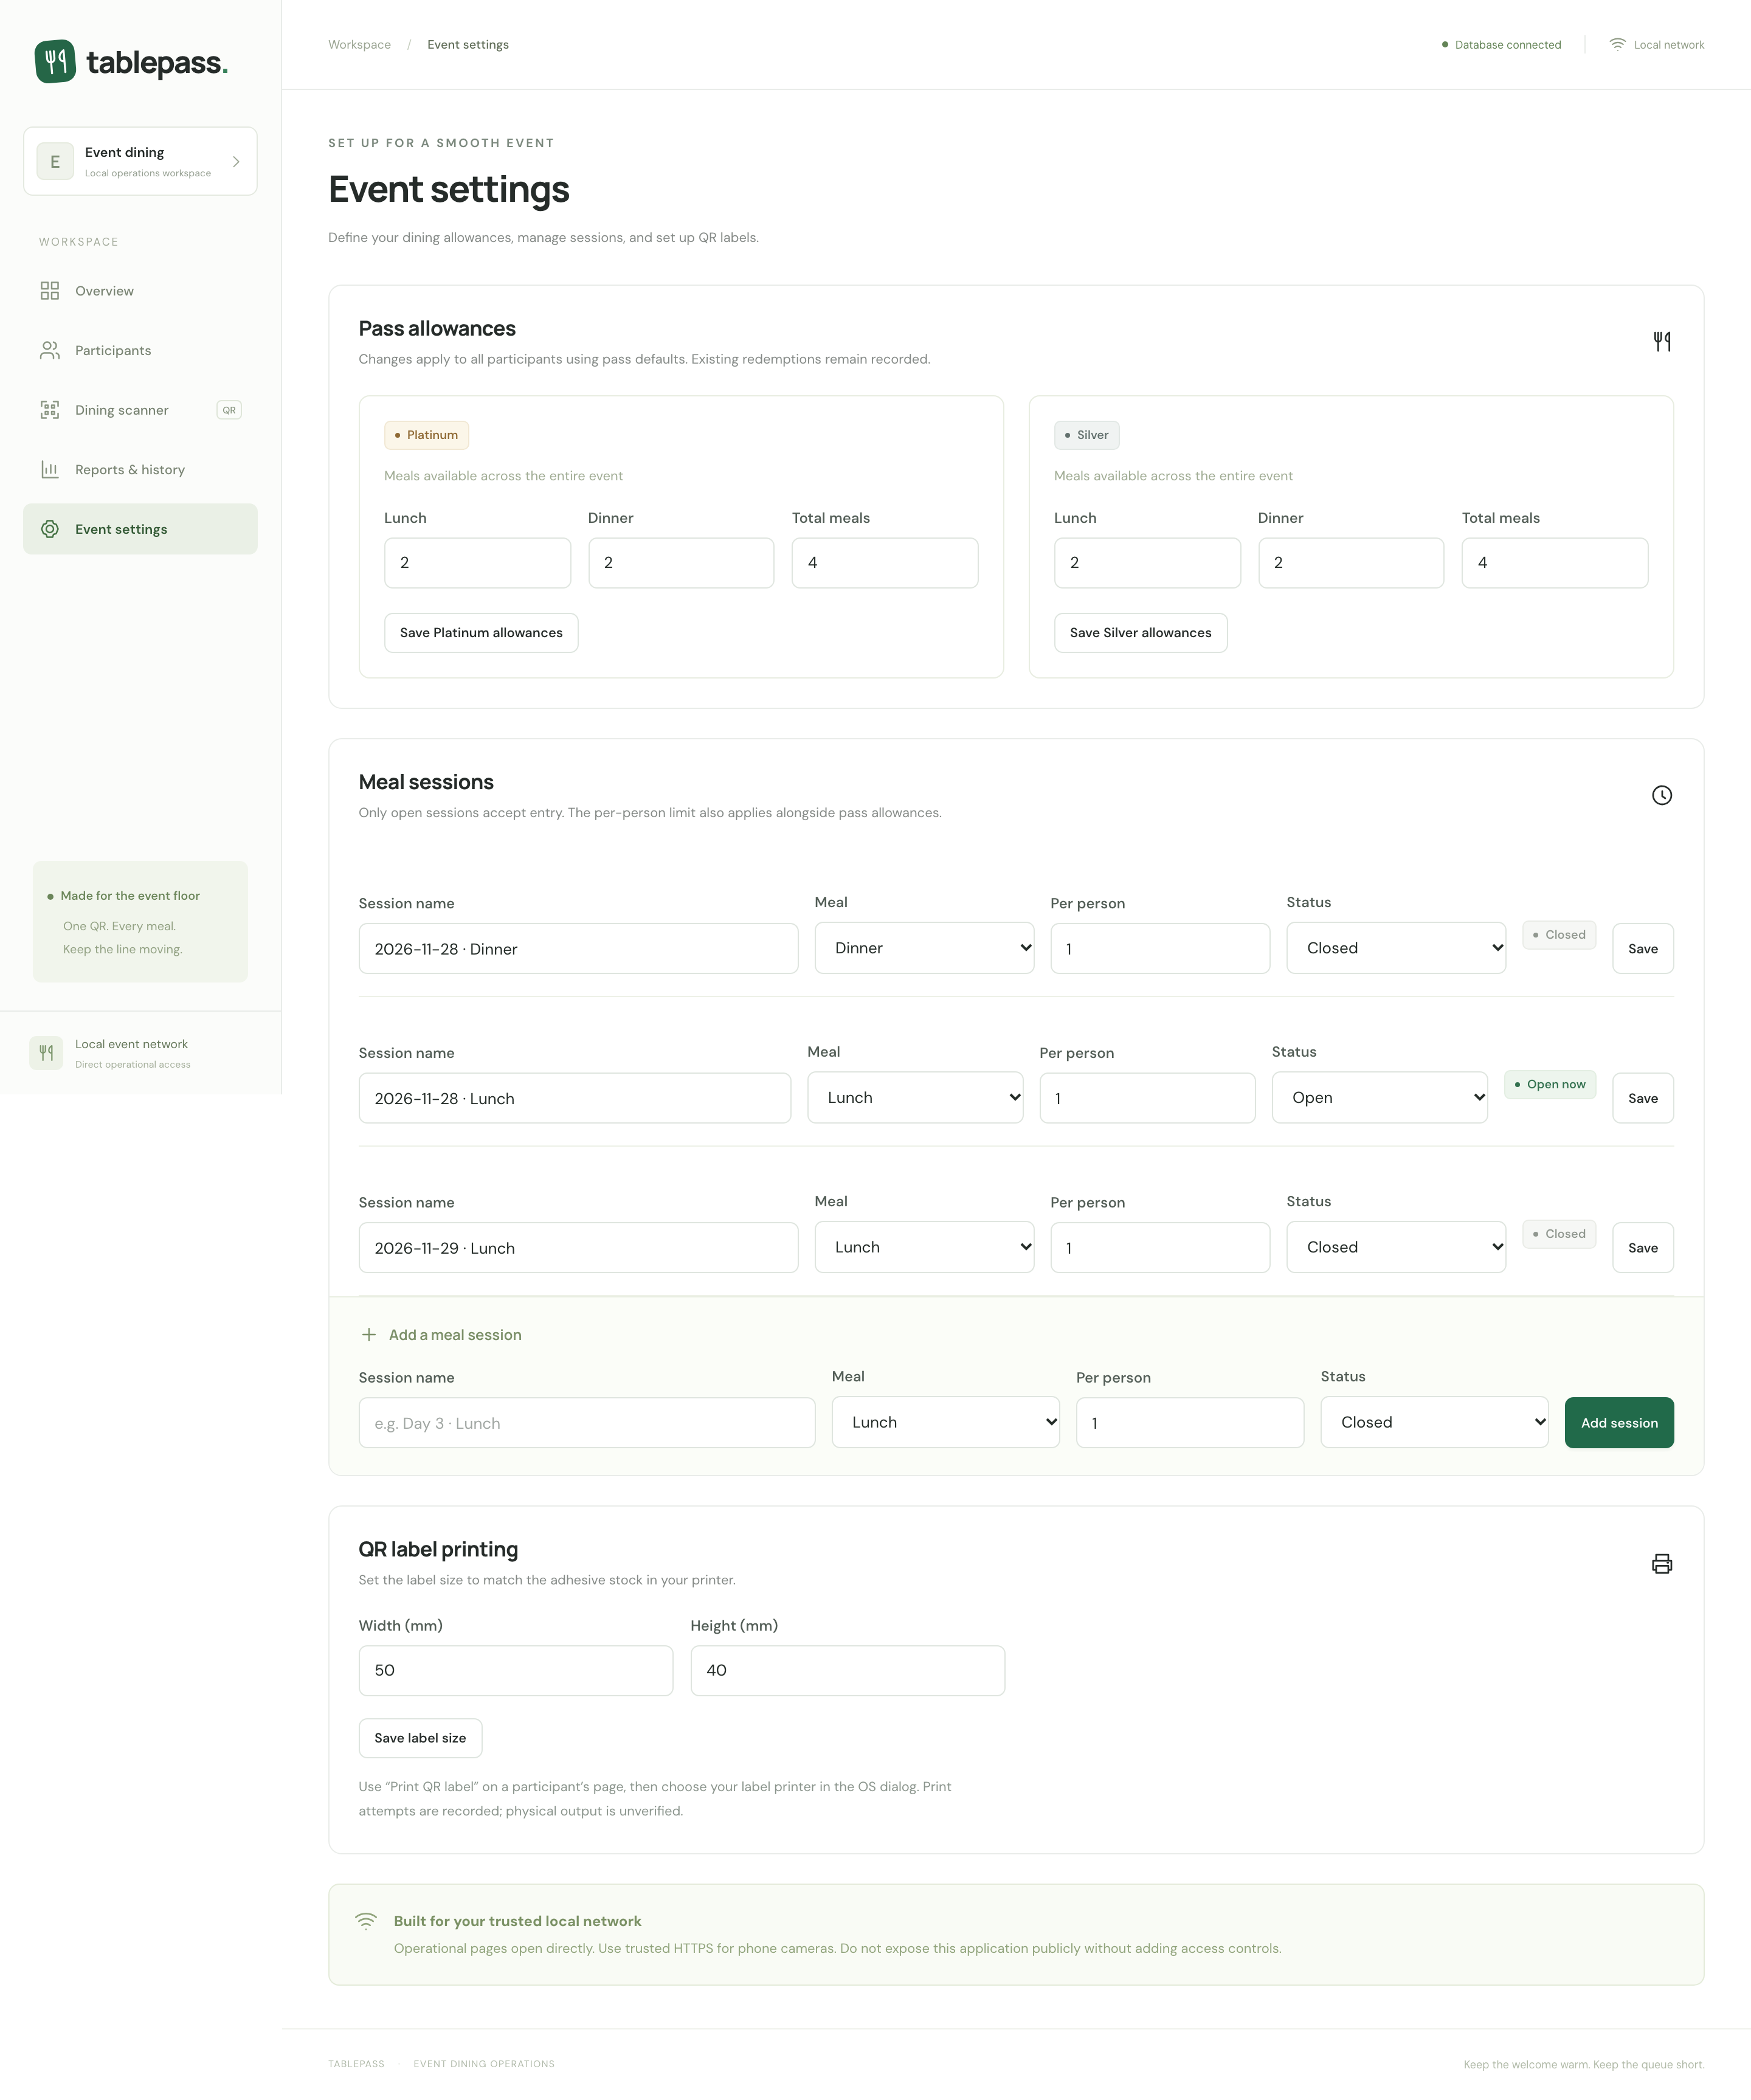 tablepass.
E
Event dining
Local operations workspace
WORKSPACE
Overview
Participants
Dining scanner QR
Reports & history
Event settings
Made for the event floor
One QR. Every meal.
Keep the line moving.
Local event network
Direct operational access
Workspace / Event settings
Database connected
Local network
SET UP FOR A SMOOTH EVENT
Event settings
Define your dining allowances, manage sessions, and set up QR labels.
Pass allowances
Changes apply to all participants using pass defaults. Existing redemptions remain recorded.
Platinum
Meals available across the entire event
Lunch Dinner Total meals
2 2 4
Save Platinum allowances
Silver
Meals available across the entire event
Lunch Dinner Total meals
2 2 4
Save Silver allowances
Meal sessions
Only open sessions accept entry. The per-person limit also applies alongside pass allowances.
Session name Meal Per person Status
2026-11-28 · Dinner Dinner 1 Closed Closed Save
Session name Meal Per person Status
2026-11-28 · Lunch Lunch 1 Open Open now Save
Session name Meal Per person Status
2026-11-29 · Lunch Lunch 1 Closed Closed Save
Add a meal session
Session name Meal Per person Status
e.g. Day 3 · Lunch Lunch 1 Closed Add session
QR label printing
Set the label size to match the adhesive stock in your printer.
Width (mm) Height (mm)
50 40
Save label size
Use “Print QR label” on a participant’s page, then choose your label printer in the OS dialog. Print
attempts are recorded; physical output is unverified.
Built for your trusted local network
Operational pages open directly. Use trusted HTTPS for phone cameras. Do not expose this application publicly without adding access controls.
TABLEPASS · EVENT DINING OPERATIONS
Keep the welcome warm. Keep the queue short.